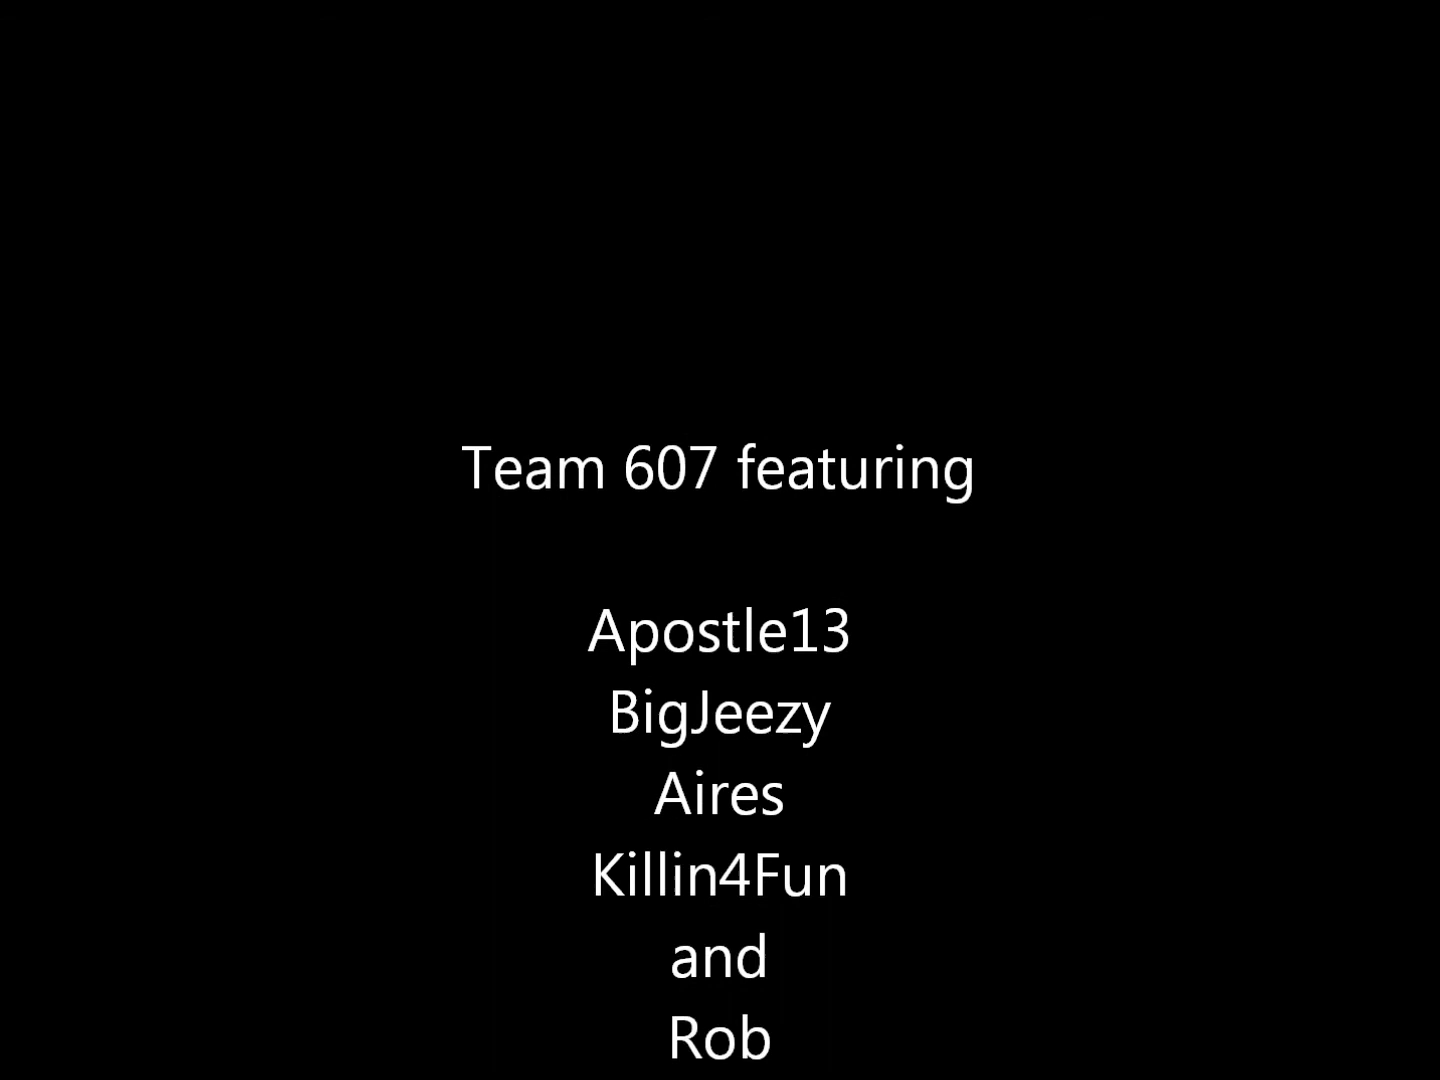 Team 607 featuring
Apostle13
BigJeezy
Aires
Killin4Fun
and
Rob